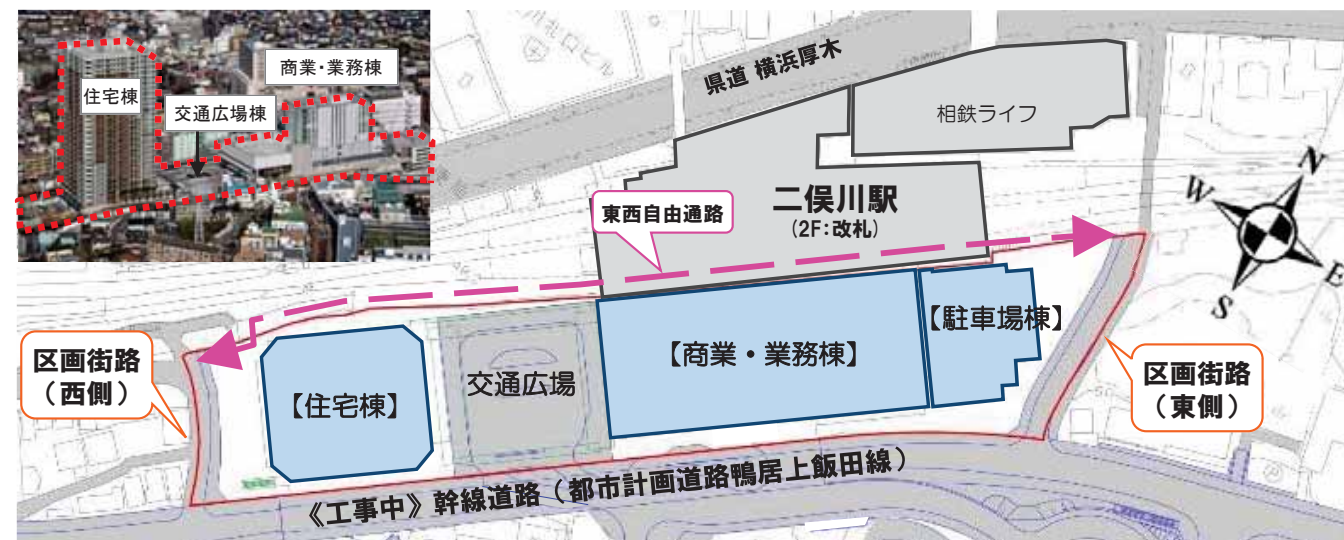 商業・業務棟
住宅棟
交通広場棟
県道 横浜厚木
相鉄ライフ
二俣川駅
(2F:改札)
東西自由通路
N
W
E
S
【駐車場棟】
【商業・業務棟】
区画街路
(西側)
交通広場
【住宅棟】
区画街路
(東側)
《工事中》幹線道路(都市計画道路鴨居上飯田線)